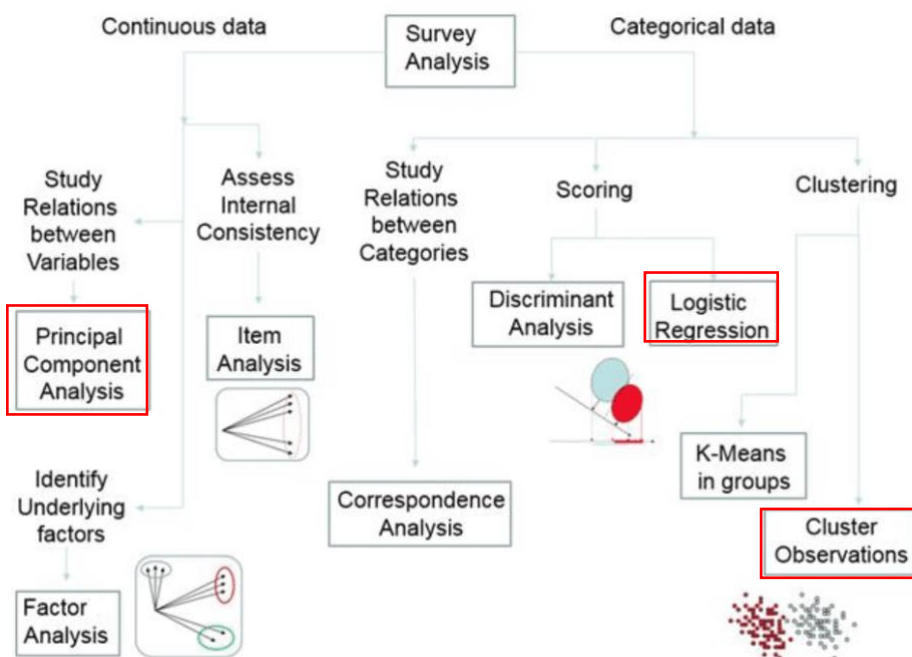 Continuous data
Survey
Analysis
Categorical data
Study
Relations
between
Variables
Assess
Internal
Consistency
Study
Relations
between
Categories
Scoring
Clustering
Principal
Component
Analysis
Item
Analysis
Discriminant
Analysis
Logistic
Regression
K-Means
in groups
Identify
Underlying
factors
Correspondence
Analysis
Cluster
Observations
Factor
Analysis